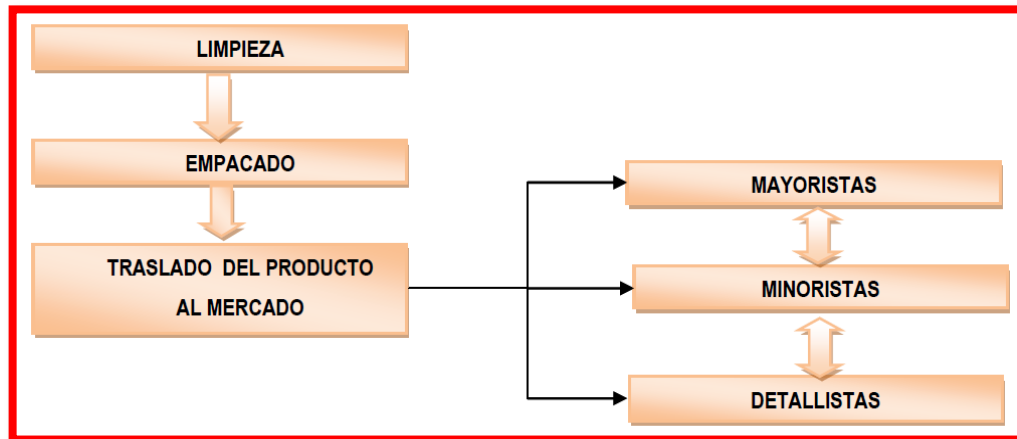 LIMPIEZA
EMPACADO
TRASLADO DEL PRODUCTO
AL MERCADO
MAYORISTAS
MINORISTAS
DETALLISTAS